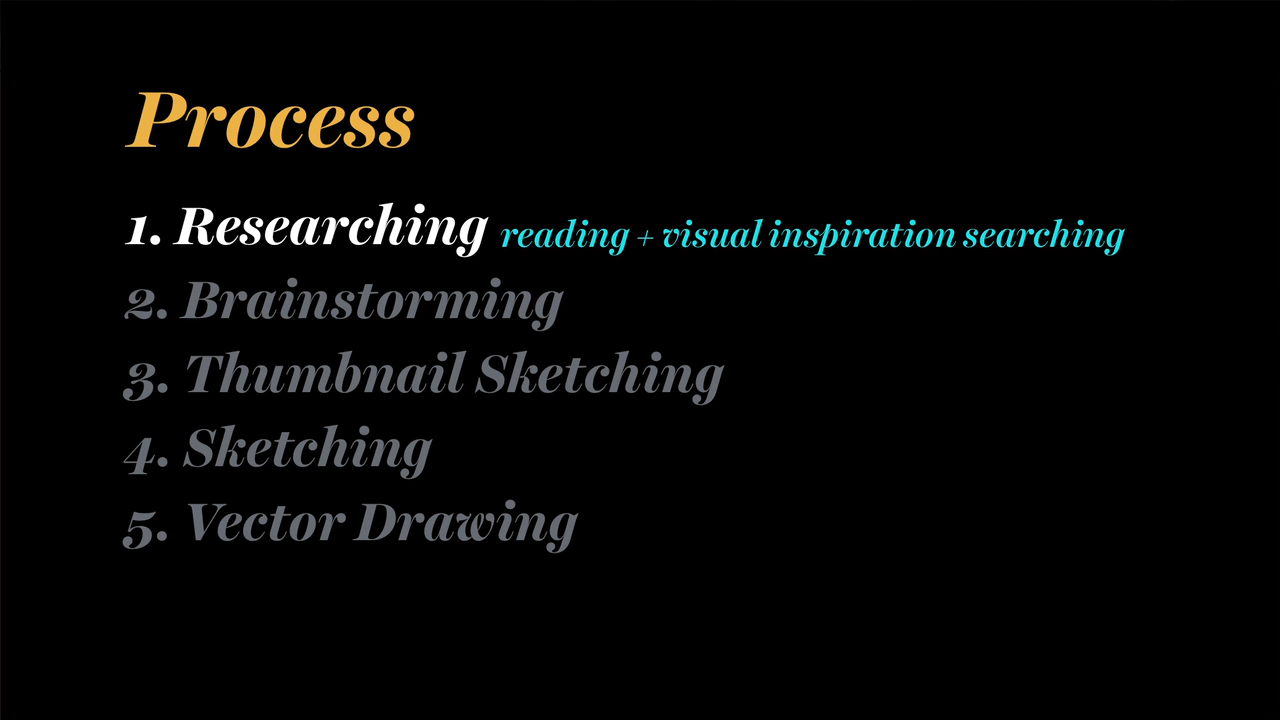 Process
1. Researching reading + visual inspiration searching
2. Brainstorming
3. Thumbnail Sketching
4. Sketching
5. Vector Drawing